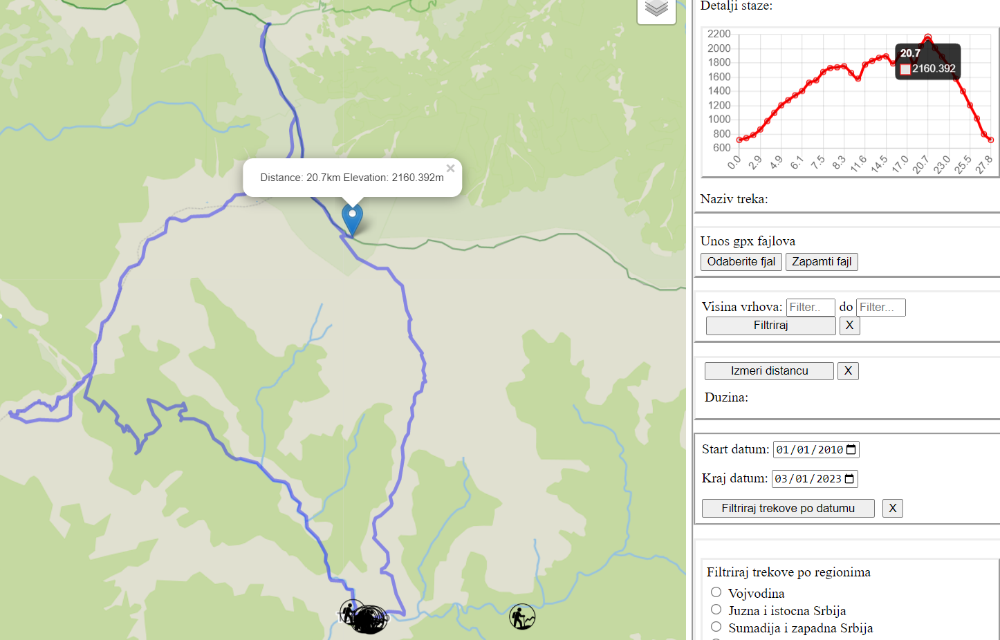 Distance: 20.7km Elevation: 2160.392m
×
Detalji staze:
2200
2000
1800
1600
1400
1200
1000
800
600
20.7
2160.392
0.0 2.9 4.9 6.1 7.5 8.3 11.6 14.5 17.0 20.7 23.0 25.5 27.8
Naziv treka:
Unos gpx fajlova
Odaberite fjal Zapamti fajl
Visina vrhova: Filter.. do Filter...
Filtriraj X
Izmeri distancu X
Duzina:
Start datum: 01/01/2010
Kraj datum: 03/01/2023
Filtriraj trekove po datumu X
Filtriraj trekove po regionima
Vojvodina
Juzna i istocna Srbija
Sumadija i zapadna Srbija